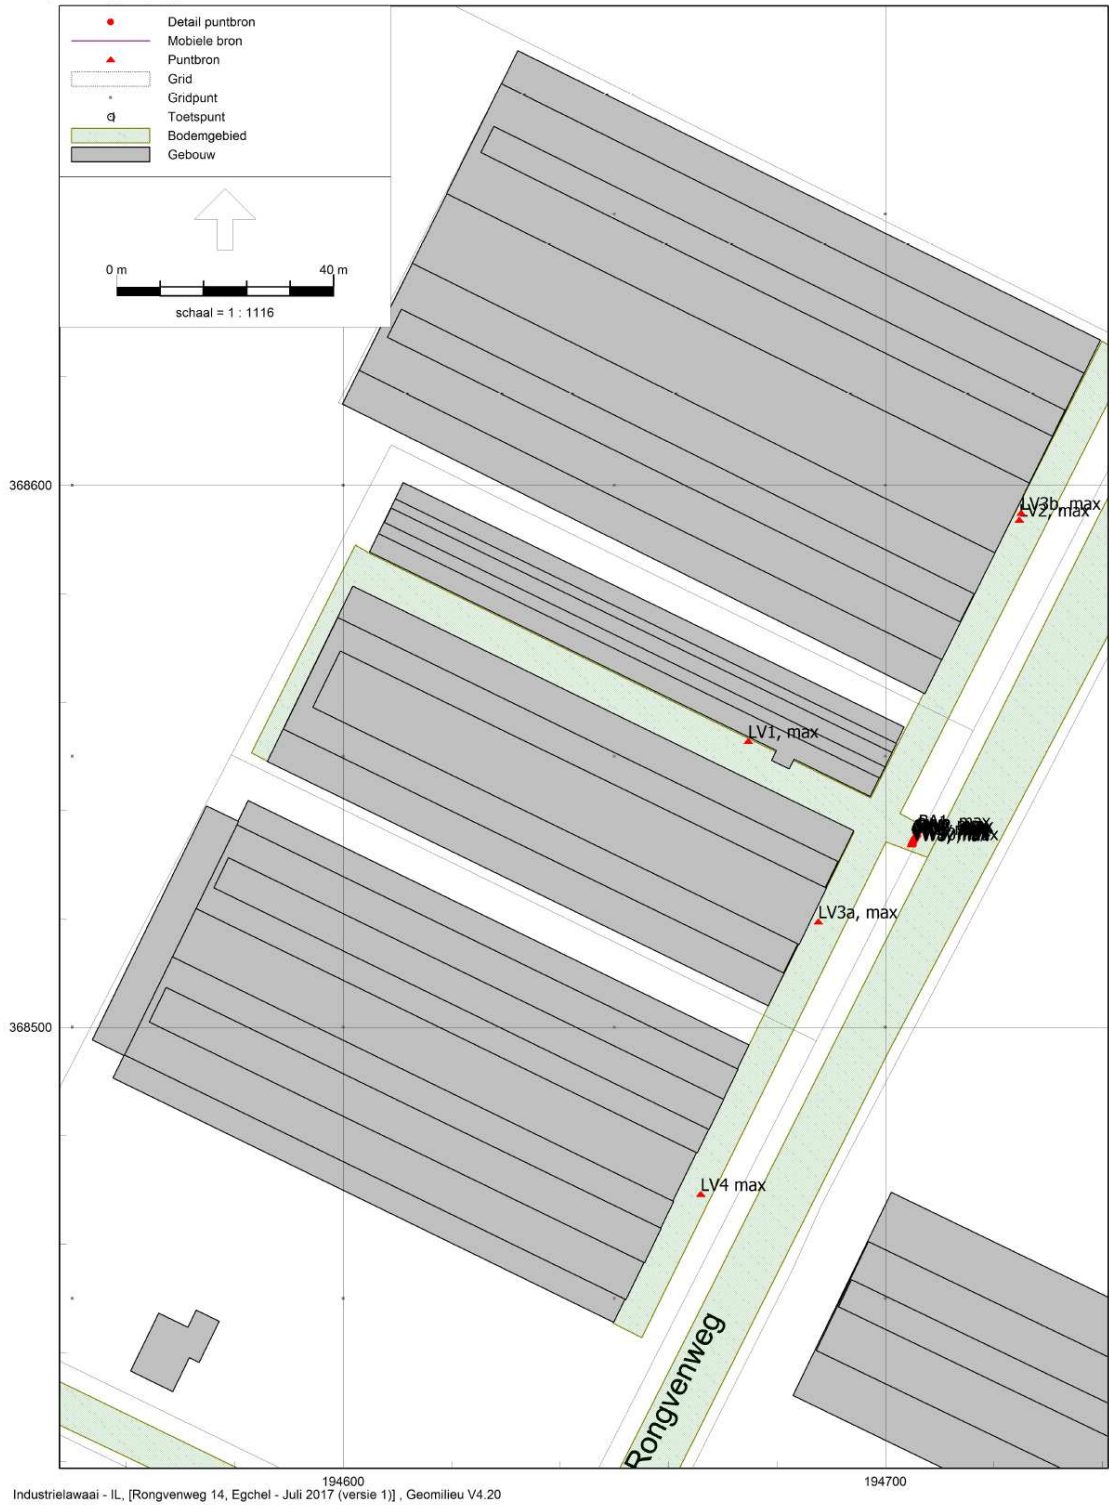 Detail puntbron
Mobiele bron
Puntbron
Grid
Gridpunt
Toetspunt
Bodemgebied
Gebouw
0 m 40 m
schaal = 1 : 1116
368600
LV3b, max
LV2, max
LV1, max
PA1, max
LV3a, max
368500
LV4 max
Rongvenweg
194600 194700
Industrielawaai - IL, [Rongvenweg 14, Egchel - Juli 2017 (versie 1)] , Geomilieu V4.20